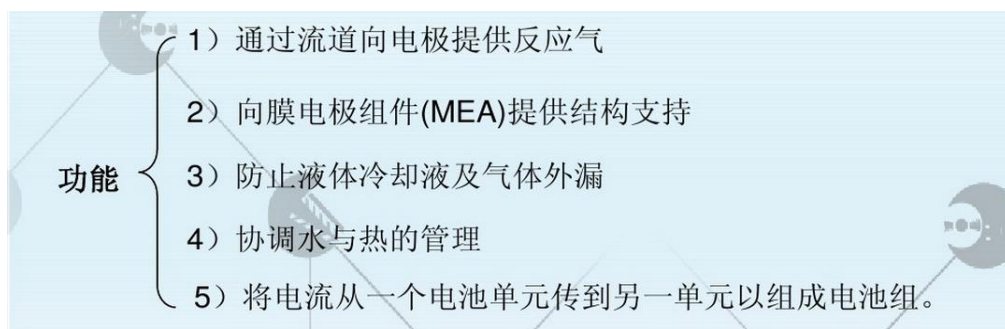 1）通过流道向电极提供反应气
2）向膜电极组件(MEA)提供结构支持
功能
3）防止液体冷却液及气体外漏
4）协调水与热的管理
5）将电流从一个电池单元传到另一单元以组成电池组。